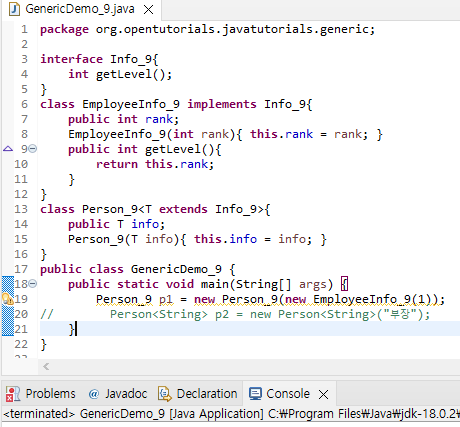 GenericDemo_9.java
1 package org.opentutorials.javatutorials.generic;
2
3 interface Info_9{
4     int getLevel();
5 }
6 class EmployeeInfo_9 implements Info_9{
7     public int rank;
8     EmployeeInfo_9(int rank){ this.rank = rank; }
9     public int getLevel(){
10         return this.rank;
11     }
12 }
13 class Person_9<T extends Info_9>{
14     public T info;
15     Person_9(T info){ this.info = info; }
16 }
17 public class GenericDemo_9 {
18     public static void main(String[] args) {
19         Person_9 p1 = new Person_9(new EmployeeInfo_9(1));
20 //       Person<String> p2 = new Person<String>("부장");
21     }
22 }
Problems @ Javadoc Declaration Console
<terminated> GenericDemo_9 [Java Application] C:₩Program Files₩Java₩jdk-18.0.2₩